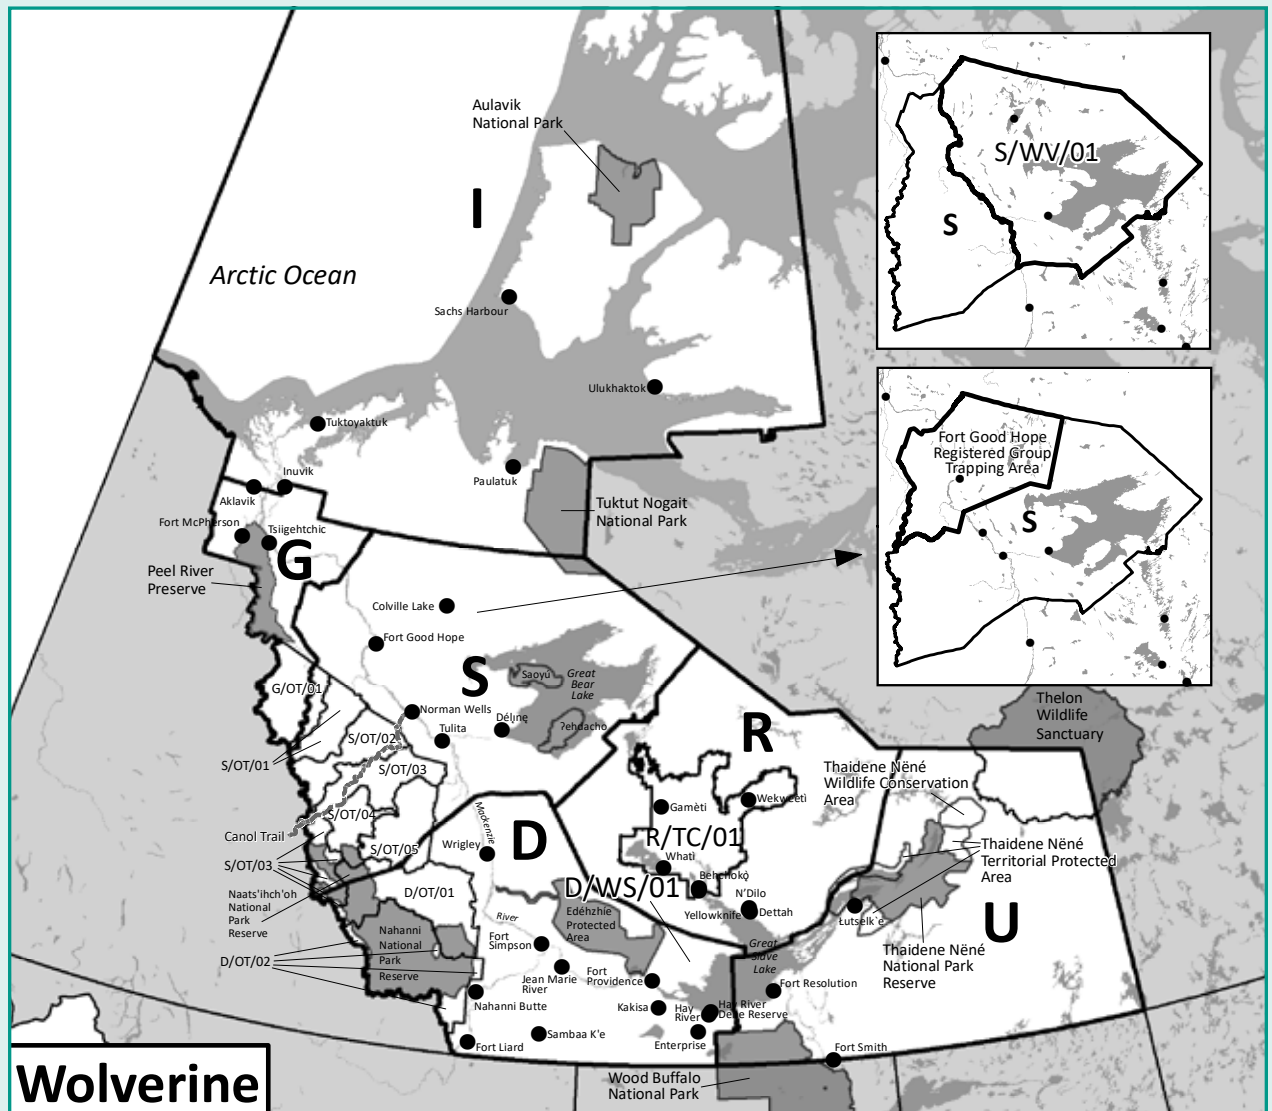 Aulavik
National Park
I
Arctic Ocean
Sachs Harbour
Ulukhaktok
Tuktoyaktuk
Inuvik
Paulatuk
Aklavik
Tuktut Nogait
National Park
Fort McPherson
Tsiigehtchic
G
Peel River
Preserve
Colville Lake
Fort Good Hope
S
Saoyú
Great
Bear
Lake
G/OT/01
Norman Wells
Tulita
Délįnę
ʔehdacho
R
S/OT/02
S/OT/01
S/OT/03
S/OT/04
S/OT/05
Canol Trail
S/OT/03
Naats'ihch'oh
National
Park
Reserve
D/OT/01
Nahanni
National
Park
Reserve
D/OT/02
Mackenzie
Wrigley
D
River
Edéhzhíe
Protected
Area
D/WS/01
Fort
Simpson
Jean Marie
River
Fort
Providence
Nahanni Butte
Kakisa
Hay
River
Hay River
Dene Reserve
Enterprise
Sambaa K'e
Fort Liard
Gamètì
Wekweètì
R/TC/01
Whatì
Behchokǫ̀
N'Dilo
Yellowknife
Dettah
Great
Slave
Lake
Fort Resolution
Fort Smith
Wood Buffalo
National Park
Thaidene Nëné
Wildlife Conservation
Area
Thelon
Wildlife
Sanctuary
Thaidene Nëné
Territorial Protected
Area
Łutselk'e
U
Thaidene Nëné
National Park
Reserve
S/WV/01
S
Fort Good Hope
Registered Group
Trapping Area
S
Wolverine